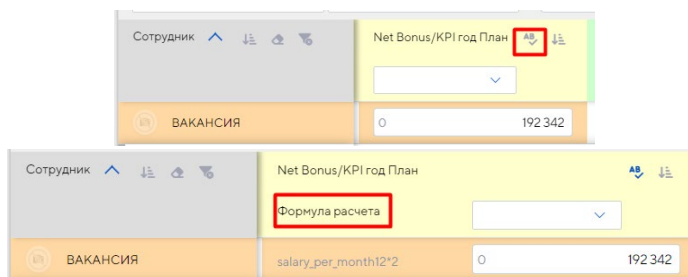 Сотрудник Net Bonus/KPI год План AB
ВАКАНСИЯ 0 192 342
Сотрудник Net Bonus/KPI год План AB
Формула расчета
ВАКАНСИЯ salary_per_month12*2 0 192 342